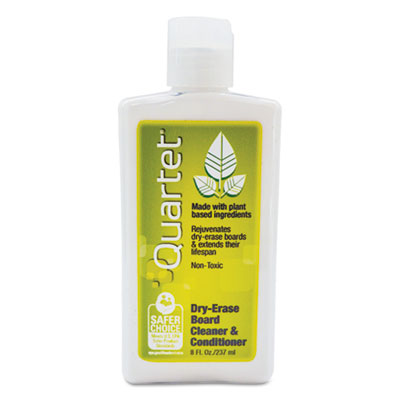 Quartet
Made with plant
based ingredients
Rejuvenates
dry-erase boards
& extends their
lifespan
Non-Toxic
SAFER
CHOICE
Dry-Erase
Board
Cleaner &
Conditioner
8 Fl. Oz./237 ml